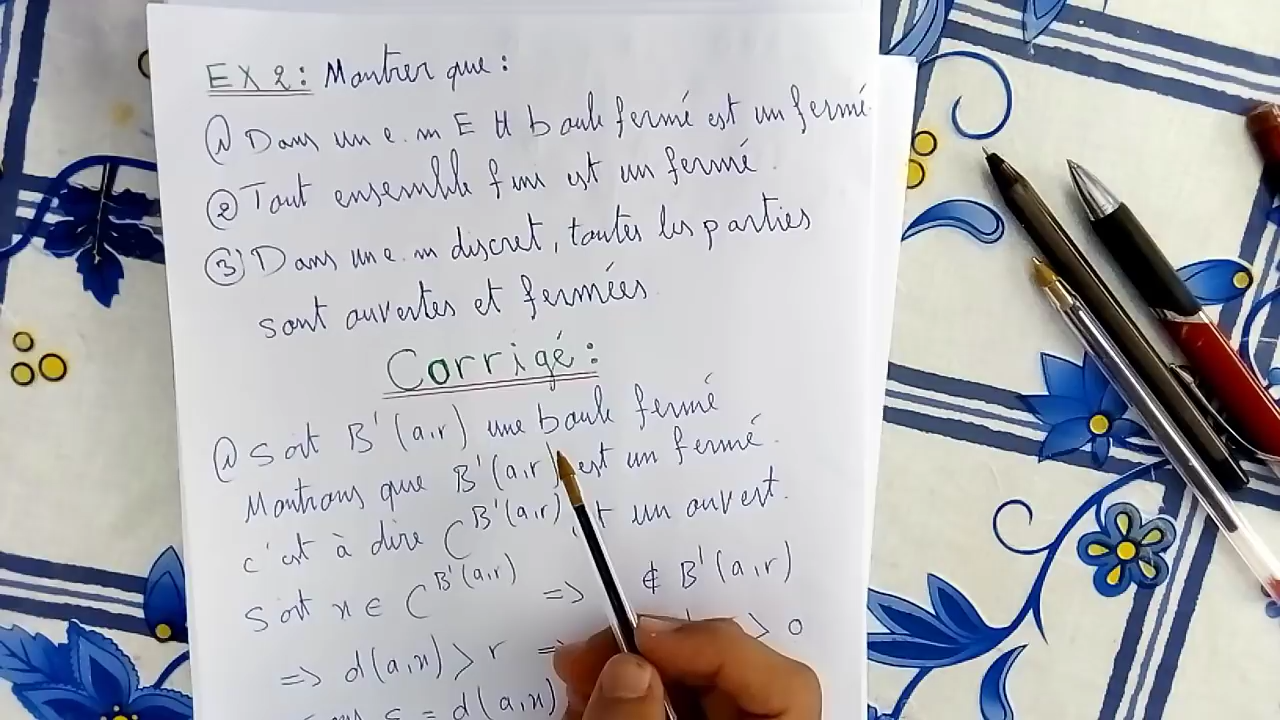 EX 2: Montrer que :
① Dans un e.m E ∀ boule fermé est un fermé.
② Tout ensemble fini est un fermé.
③ Dans un e.m discret, toutes les parties
sont ouvertes et fermées
Corrigé:
① Soit B'(a,r) une boule fermé
Montrons que B'(a,r) est un fermé.
c'est à dire C^B'(a,r) est un ouvert.
Soit x ∈ C^B'(a,r) => ∉ B'(a,r)
=> d(a,x) > r > 0
= d(a,x)